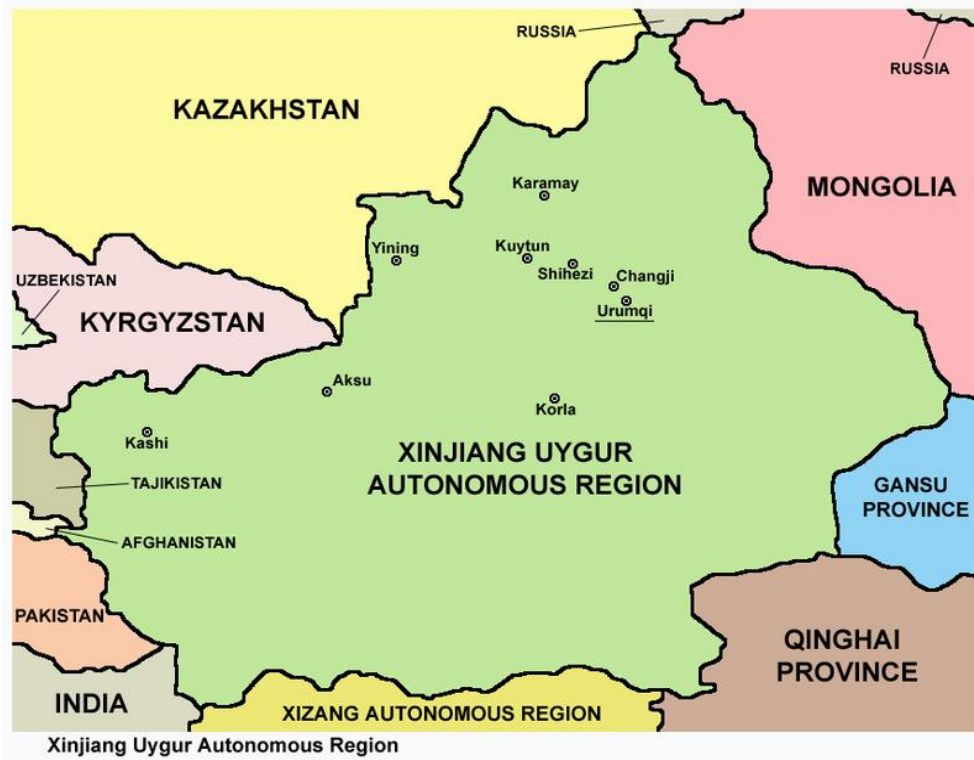 RUSSIA
RUSSIA
KAZAKHSTAN
MONGOLIA
Karamay
Yining
Kuytun
Shihezi
Changji
Urumqi
UZBEKISTAN
KYRGYZSTAN
Aksu
Korla
Kashi
XINJIANG UYGUR
AUTONOMOUS REGION
TAJIKISTAN
GANSU
PROVINCE
AFGHANISTAN
PAKISTAN
QINGHAI
PROVINCE
INDIA
XIZANG AUTONOMOUS REGION
Xinjiang Uygur Autonomous Region